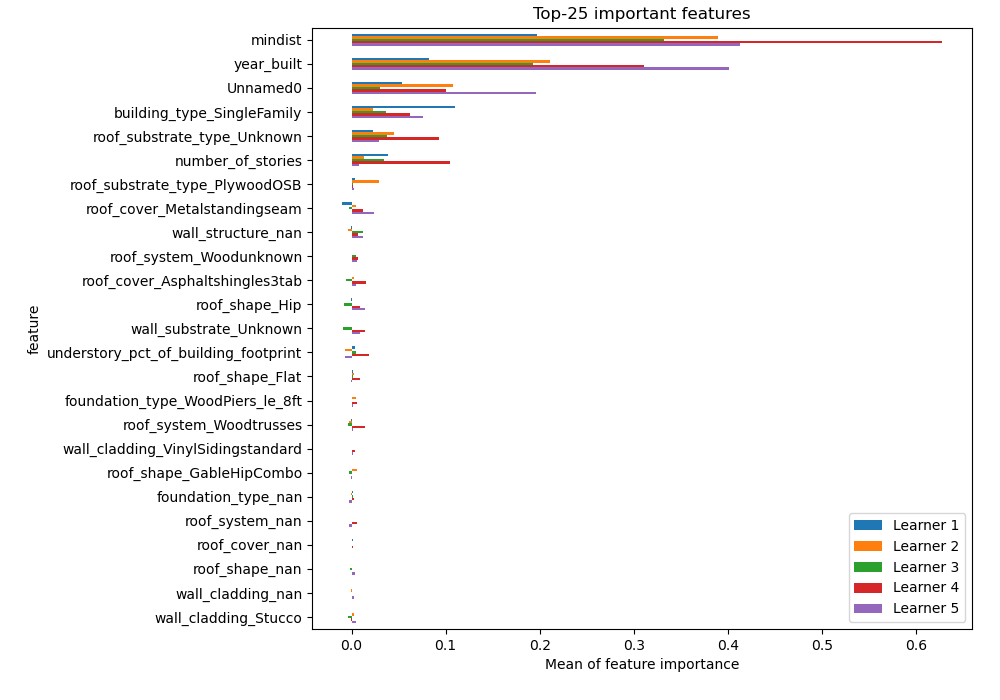 Top-25 important features
feature
mindist
year_built
Unnamed0
building_type_SingleFamily
roof_substrate_type_Unknown
number_of_stories
roof_substrate_type_PlywoodOSB
roof_cover_Metalstandingseam
wall_structure_nan
roof_system_Woodunknown
roof_cover_Asphaltshingles3tab
roof_shape_Hip
wall_substrate_Unknown
understory_pct_of_building_footprint
roof_shape_Flat
foundation_type_WoodPiers_le_8ft
roof_system_Woodtrusses
wall_cladding_VinylSidingstandard
roof_shape_GableHipCombo
foundation_type_nan
roof_system_nan
roof_cover_nan
roof_shape_nan
wall_cladding_nan
wall_cladding_Stucco
Learner 1
Learner 2
Learner 3
Learner 4
Learner 5
0.0 0.1 0.2 0.3 0.4 0.5 0.6
Mean of feature importance